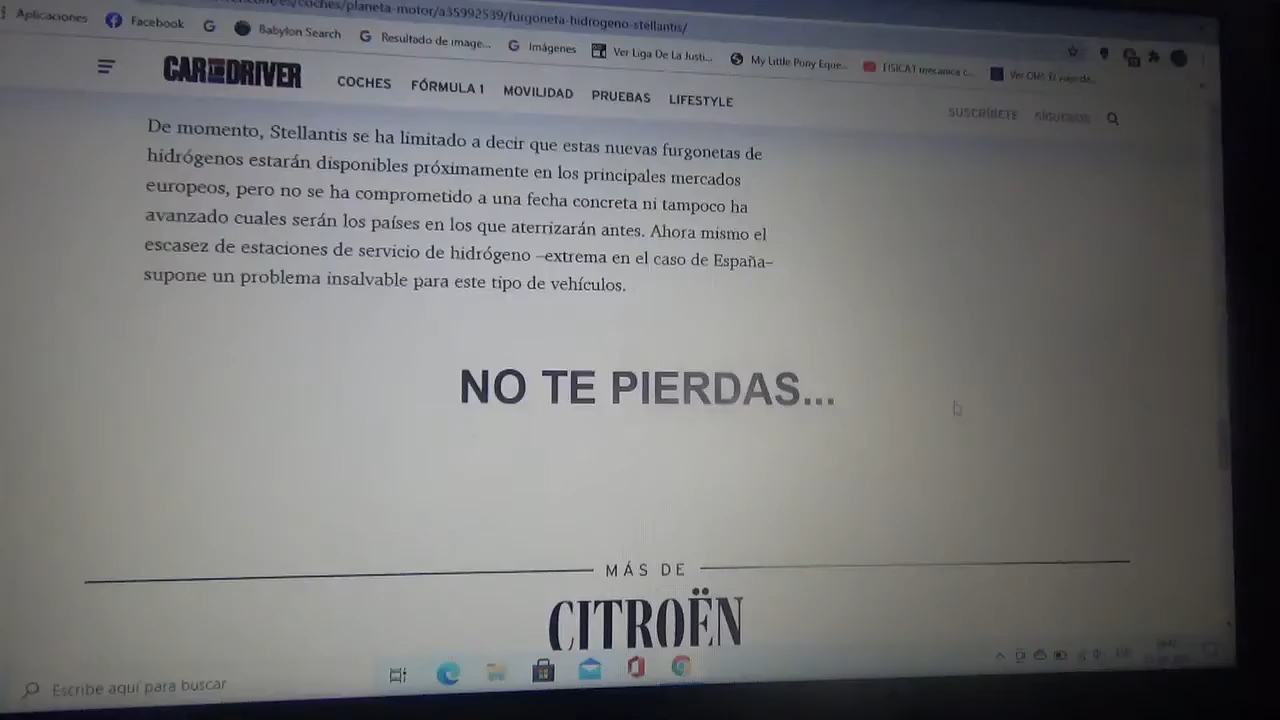 es/coches/planeta-motor/a35992539/furgoneta-hidrogeno-stellantis/
Aplicaciones Facebook Babylon Search Resultado de image... Imágenes Ver Liga De La Justi... My Little Pony Eque... FISICAT mecanica c...
CAR DRIVER COCHES FÓRMULA 1 MOVILIDAD PRUEBAS LIFESTYLE SUSCRÍBETE SÍGUENOS
De momento, Stellantis se ha limitado a decir que estas nuevas furgonetas de
hidrógenos estarán disponibles próximamente en los principales mercados
europeos, pero no se ha comprometido a una fecha concreta ni tampoco ha
avanzado cuales serán los países en los que aterrizarán antes. Ahora mismo el
escasez de estaciones de servicio de hidrógeno –extrema en el caso de España–
supone un problema insalvable para este tipo de vehículos.
NO TE PIERDAS...
MÁS DE
CITROËN
Escribe aquí para buscar